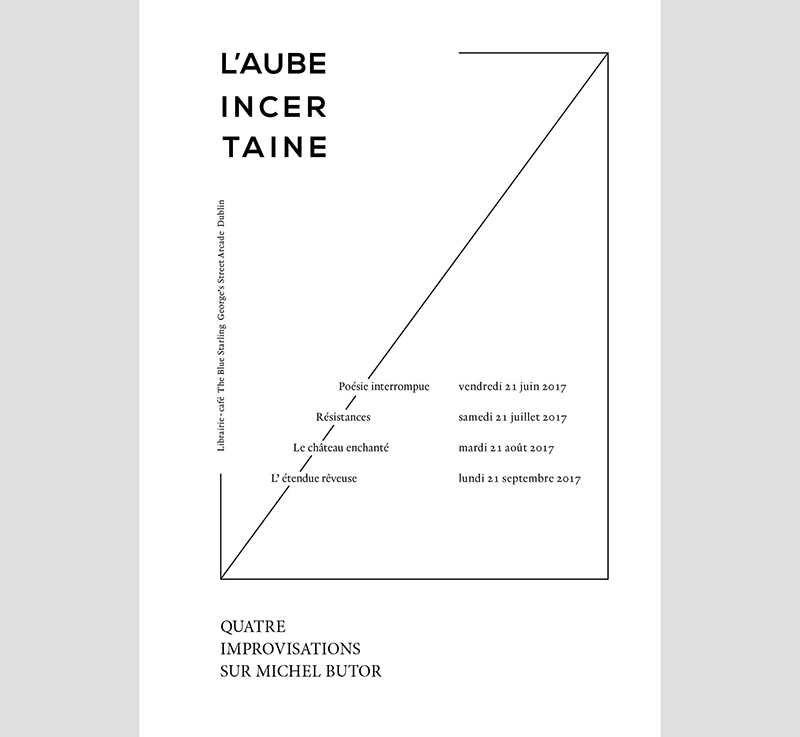 L'AUBE
INCER
TAINE
Librairie-café The Blue Starling George's Street Arcade Dublin
Poésie interrompue vendredi 21 juin 2017
Résistances samedi 21 juillet 2017
Le château enchanté mardi 21 août 2017
L' étendue rêveuse lundi 21 septembre 2017
QUATRE
IMPROVISATIONS
SUR MICHEL BUTOR